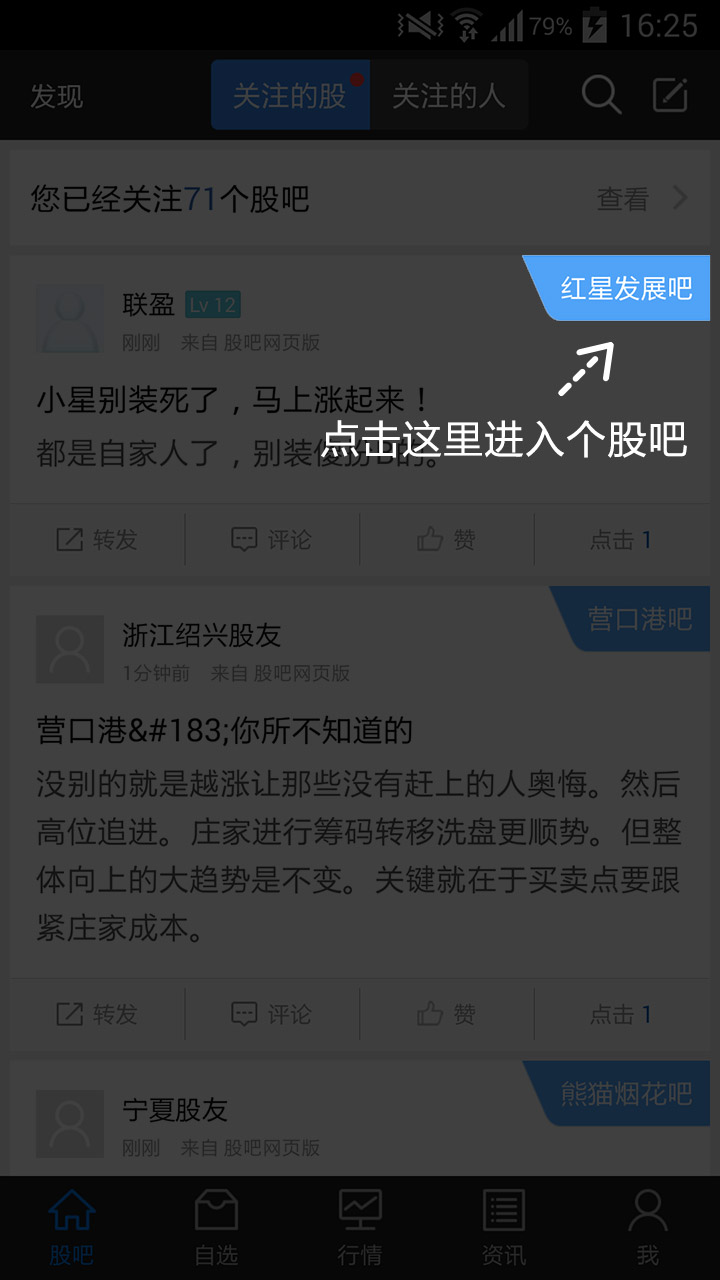 79% 16:25
发现 关注的股 关注的人
您已经关注71个股吧 查看
红星发展吧
联盈 Lv 12
刚刚 来自 股吧网页版
小星别装死了，马上涨起来！
点击这里进入个股吧
都是自家人了，别装傻扮B的。
转发 评论 赞 点击 1
营口港吧
浙江绍兴股友
1分钟前 来自 股吧网页版
营口港&#183;你所不知道的
没别的就是越涨让那些没有赶上的人奥悔。然后
高位追进。庄家进行筹码转移洗盘更顺势。但整
体向上的大趋势是不变。关键就在于买卖点要跟
紧庄家成本。
转发 评论 赞 点击 1
熊猫烟花吧
宁夏股友
刚刚 来自 股吧网页版
股吧 自选 行情 资讯 我